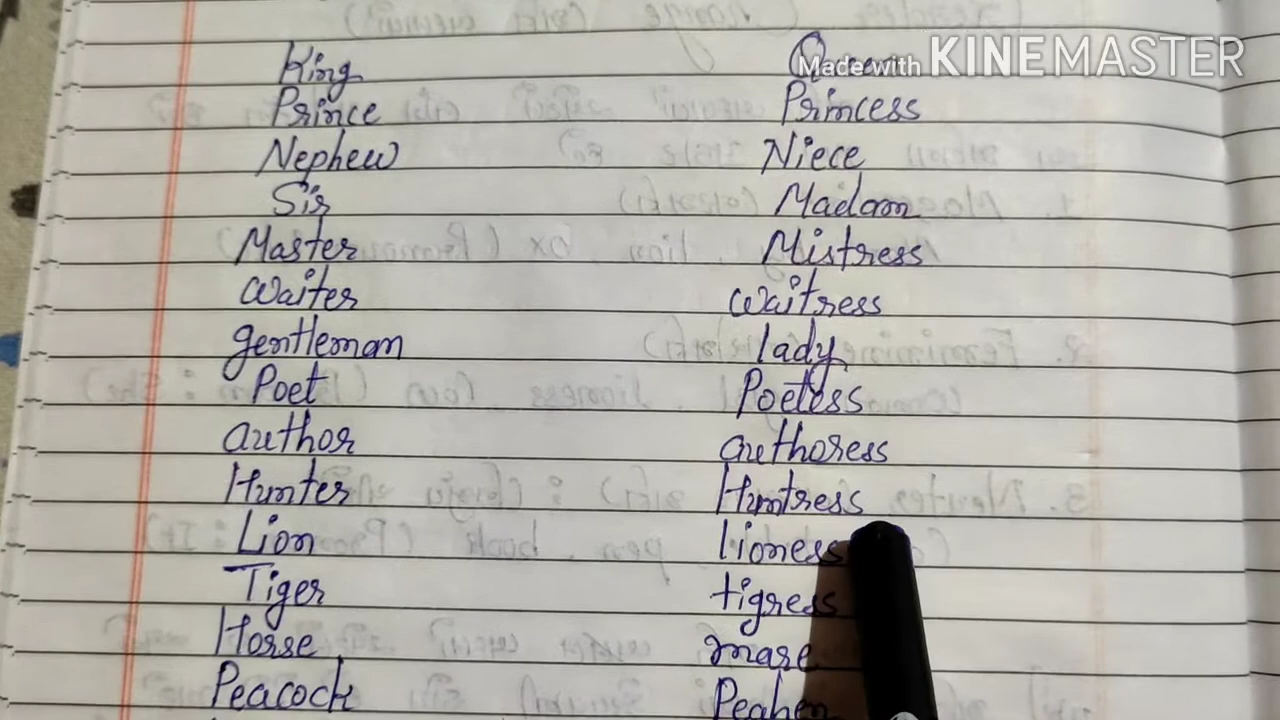 King Queen
Made with KINEMASTER
Prince Princess
Nephew Niece
Sir Madam
Master Mistress
Waiter Waitress
gentleman lady
Poet Poetess
author authoress
Hunter Huntress
Lion lioness
Tiger tigress
Horse mare
Peacock Peahen